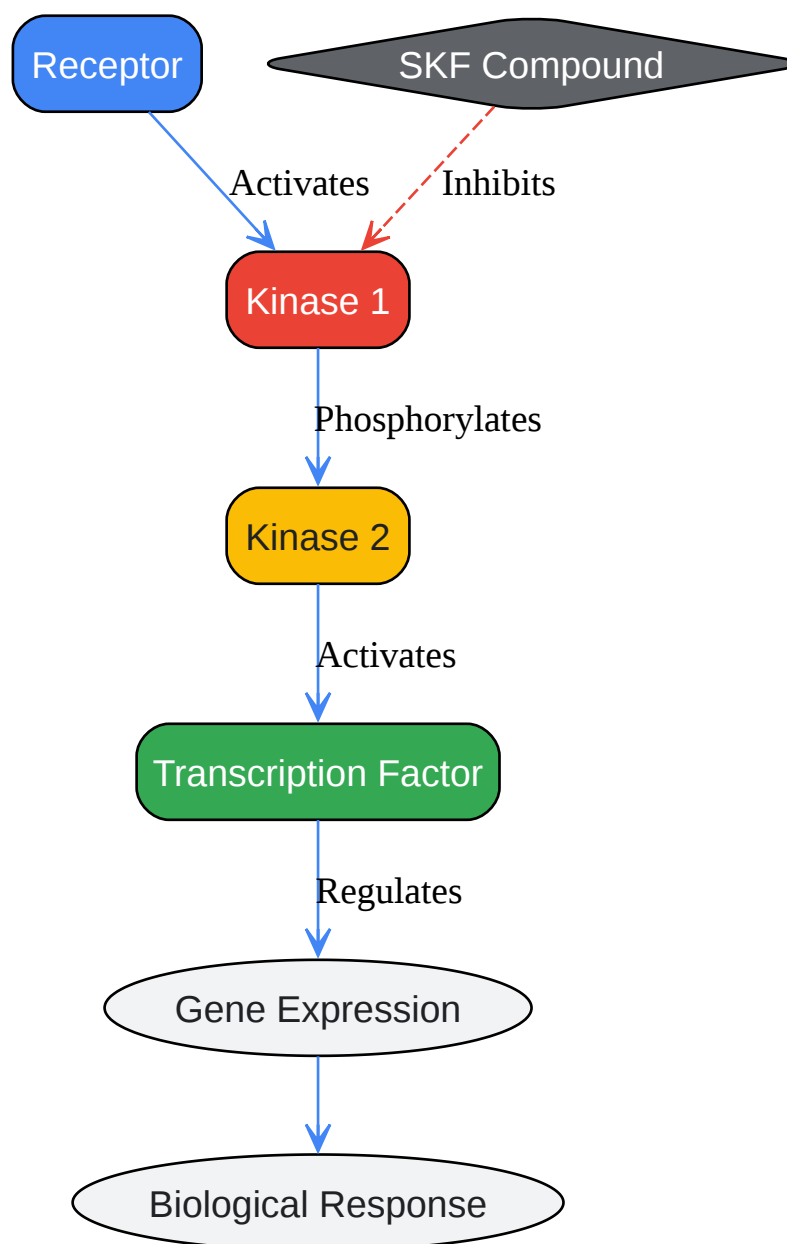 Receptor
SKF Compound
Activates
Inhibits
Kinase 1
Phosphorylates
Kinase 2
Activates
Transcription Factor
Regulates
Gene Expression
Biological Response